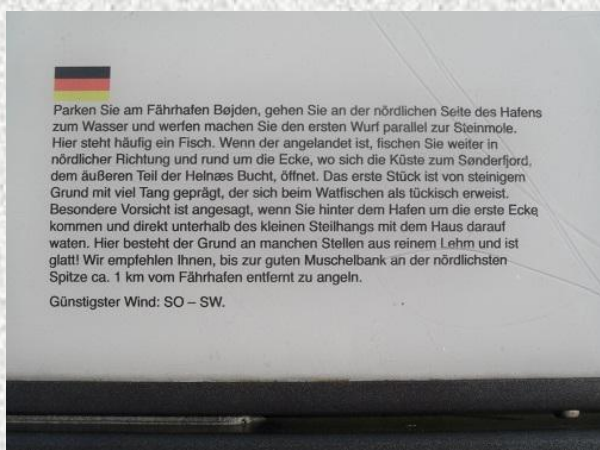 Parken Sie am Fährhafen Bøjden, gehen Sie an der nördlichen Seite des Hafens
zum Wasser und werfen machen Sie den ersten Wurf parallel zur Steinmole.
Hier steht häufig ein Fisch. Wenn der angelandet ist, fischen Sie weiter in
nördlicher Richtung und rund um die Ecke, wo sich die Küste zum Sønderfjord,
dem äußeren Teil der Helnæs Bucht, öffnet. Das erste Stück ist von steinigem
Grund mit viel Tang geprägt, der sich beim Watfischen als tückisch erweist.
Besondere Vorsicht ist angesagt, wenn Sie hinter dem Hafen um die erste Ecke
kommen und direkt unterhalb des kleinen Steilhangs mit dem Haus darauf
waten. Hier besteht der Grund an manchen Stellen aus reinem Lehm und ist
glatt! Wir empfehlen Ihnen, bis zur guten Muschelbank an der nördlichsten
Spitze ca. 1 km vom Fährhafen entfernt zu angeln.
Günstigster Wind: SO – SW.